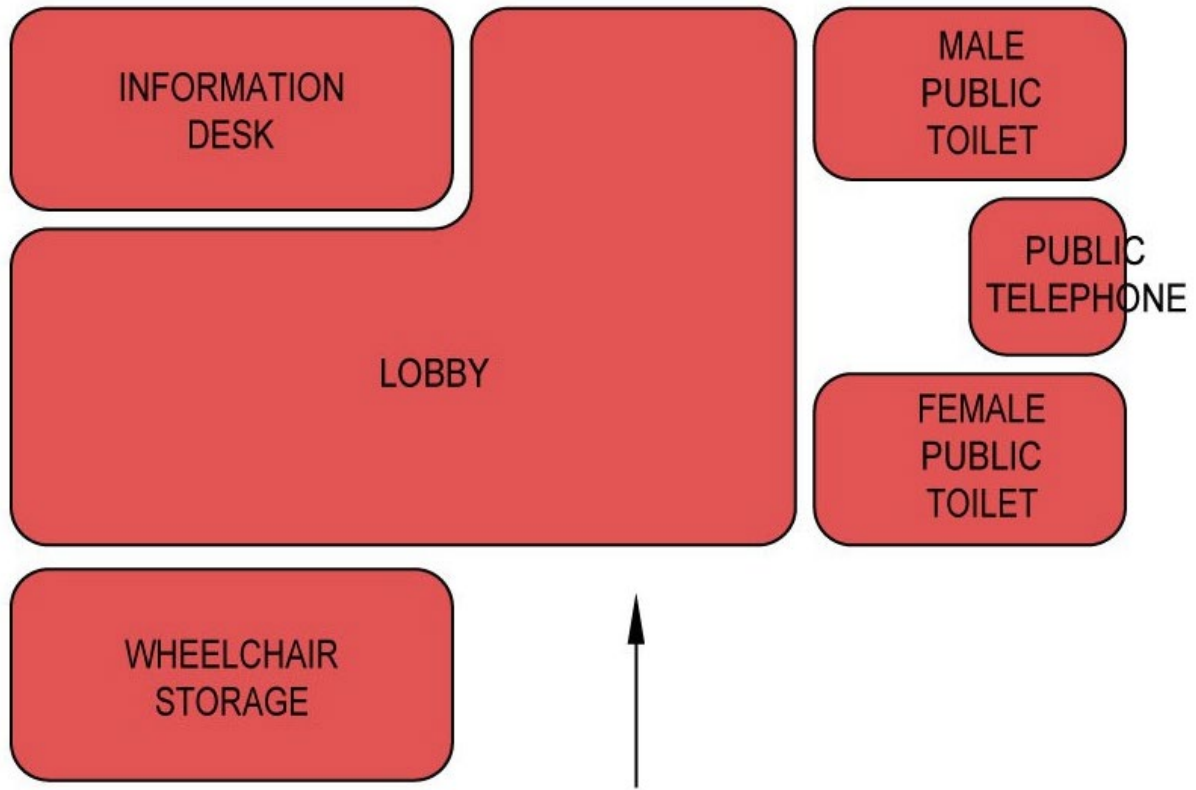 INFORMATION
DESK
MALE
PUBLIC
TOILET
PUBLIC
TELEPHONE
LOBBY
FEMALE
PUBLIC
TOILET
WHEELCHAIR
STORAGE